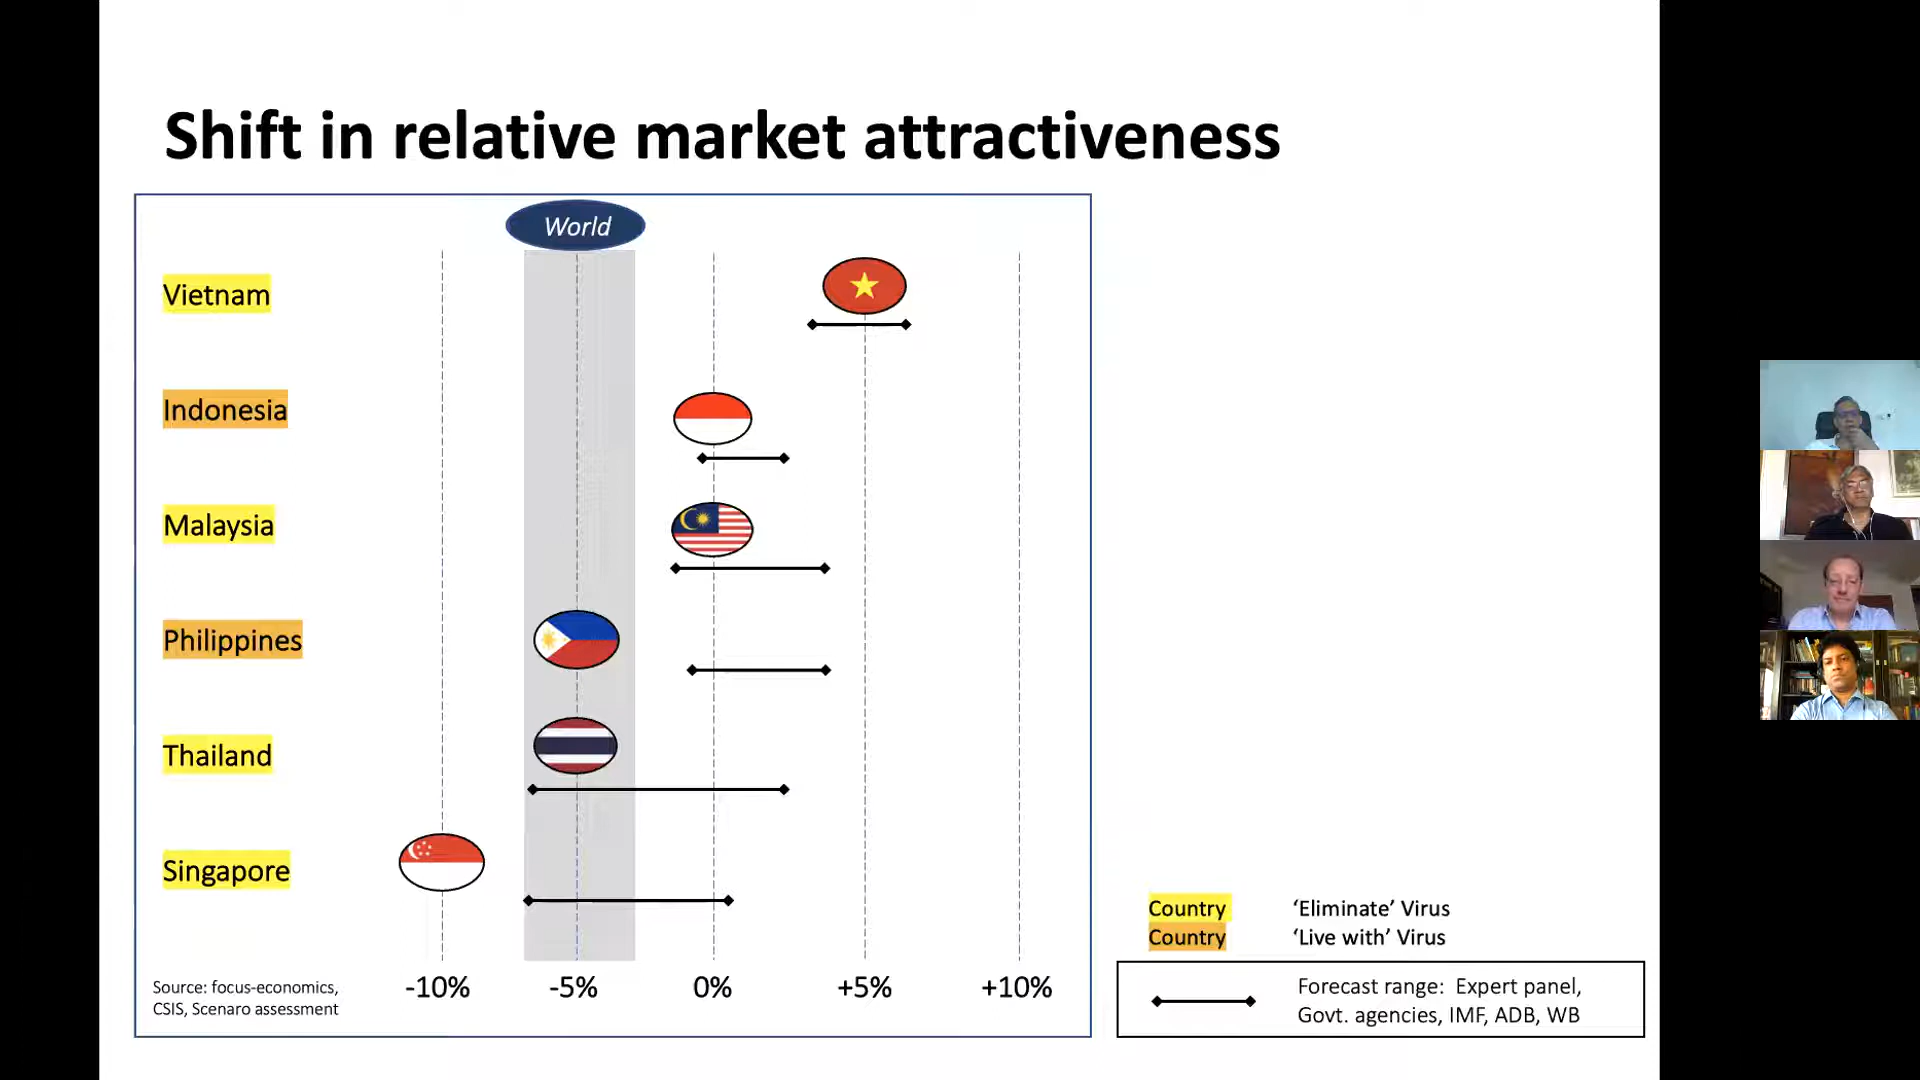 Shift in relative market attractiveness
World
Vietnam
Indonesia
Malaysia
Philippines
Thailand
Singapore
Source: focus-economics,
CSIS, Scenaro assessment
-10% -5% 0% +5% +10%
Country ‘Eliminate’ Virus
Country ‘Live with’ Virus
Forecast range: Expert panel,
Govt. agencies, IMF, ADB, WB